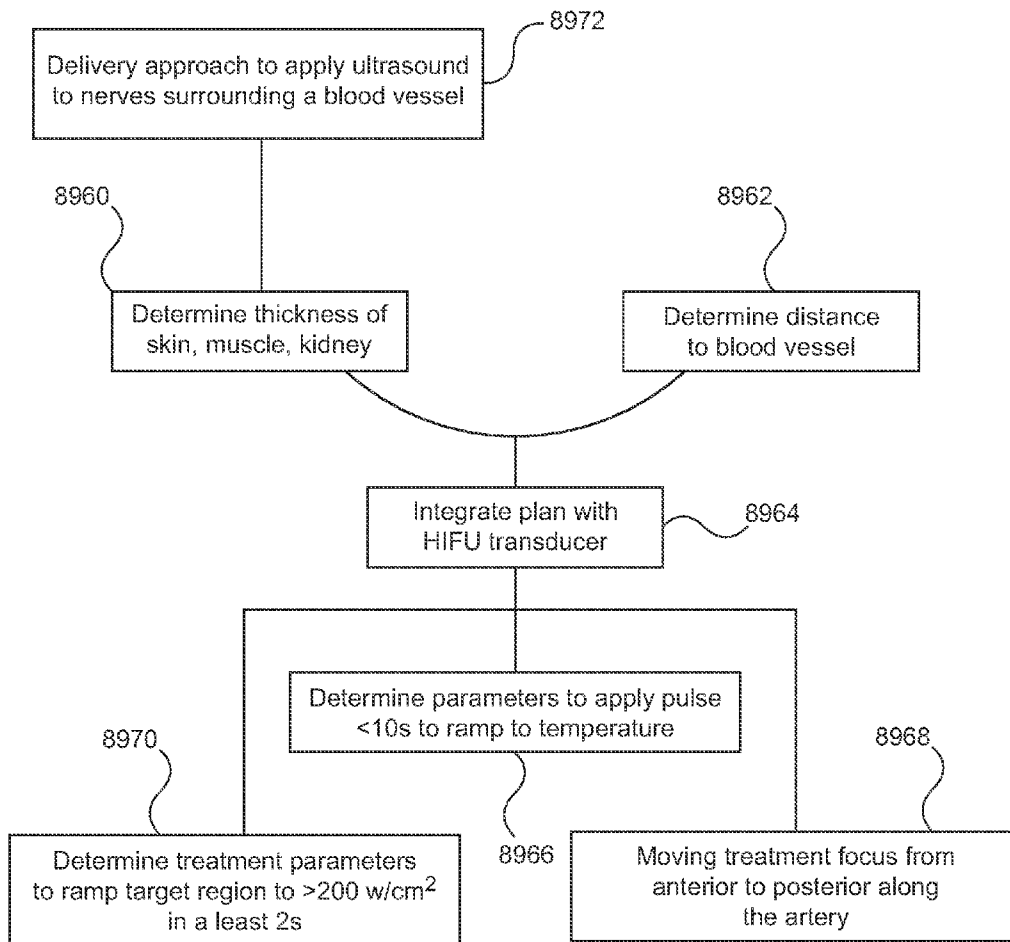 8972
Delivery approach to apply ultrasound
to nerves surrounding a blood vessel
8960
8962
Determine thickness of
skin, muscle, kidney
Determine distance
to blood vessel
Integrate plan with
HIFU transducer
8964
Determine parameters to apply pulse
<10s to ramp to temperature
8970
8968
8966
Determine treatment parameters
to ramp target region to >200 w/cm²
in a least 2s
Moving treatment focus from
anterior to posterior along
the artery